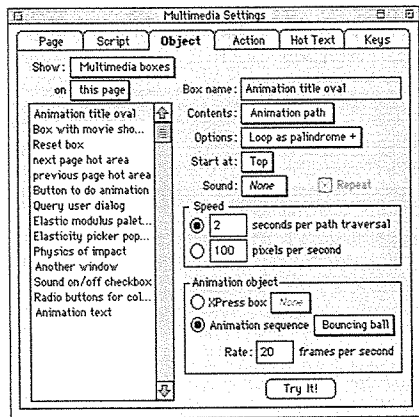 Multimedia Settings
Page Script Object Action Hot Text Keys
Show: Multimedia boxes
on this page
Animation title oval
Box with movie sho...
Reset box
next page hot area
previous page hot area
Button to do animation
Query user dialog
Elastic modulus palet...
Elasticity picker pop...
Physics of impact
Another window
Sound on/off checkbox
Radio buttons for col...
Animation text
Box name: Animation title oval
Contents: Animation path
Options: Loop as palindrome +
Start at: Top
Sound: None Repeat
Speed
2 seconds per path traversal
100 pixels per second
Animation object
XPress box None
Animation sequence Bouncing ball
Rate: 20 frames per second
Try It!